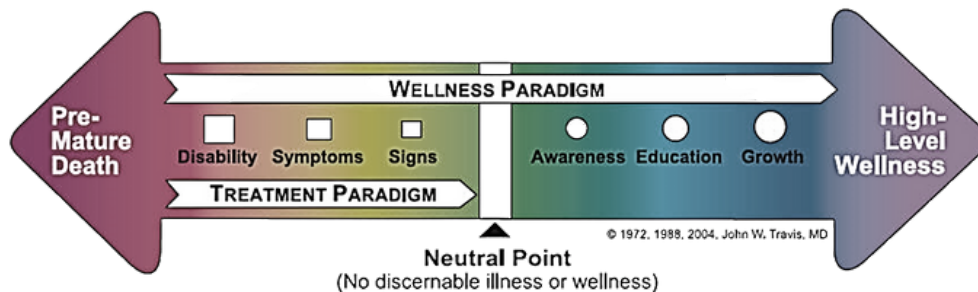 WELLNESS PARADIGM
Pre-
Mature
Death
High-
Level
Wellness
Disability
Symptoms
Signs
Awareness
Education
Growth
TREATMENT PARADIGM
© 1972, 1988, 2004, John W. Travis, MD
Neutral Point
(No discernable illness or wellness)